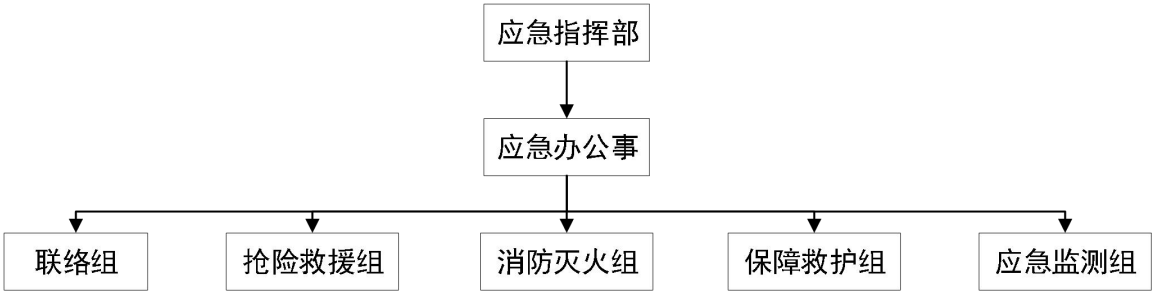 应急指挥部
应急办公事
联络组
抢险救援组
消防灭火组
保障救护组
应急监测组